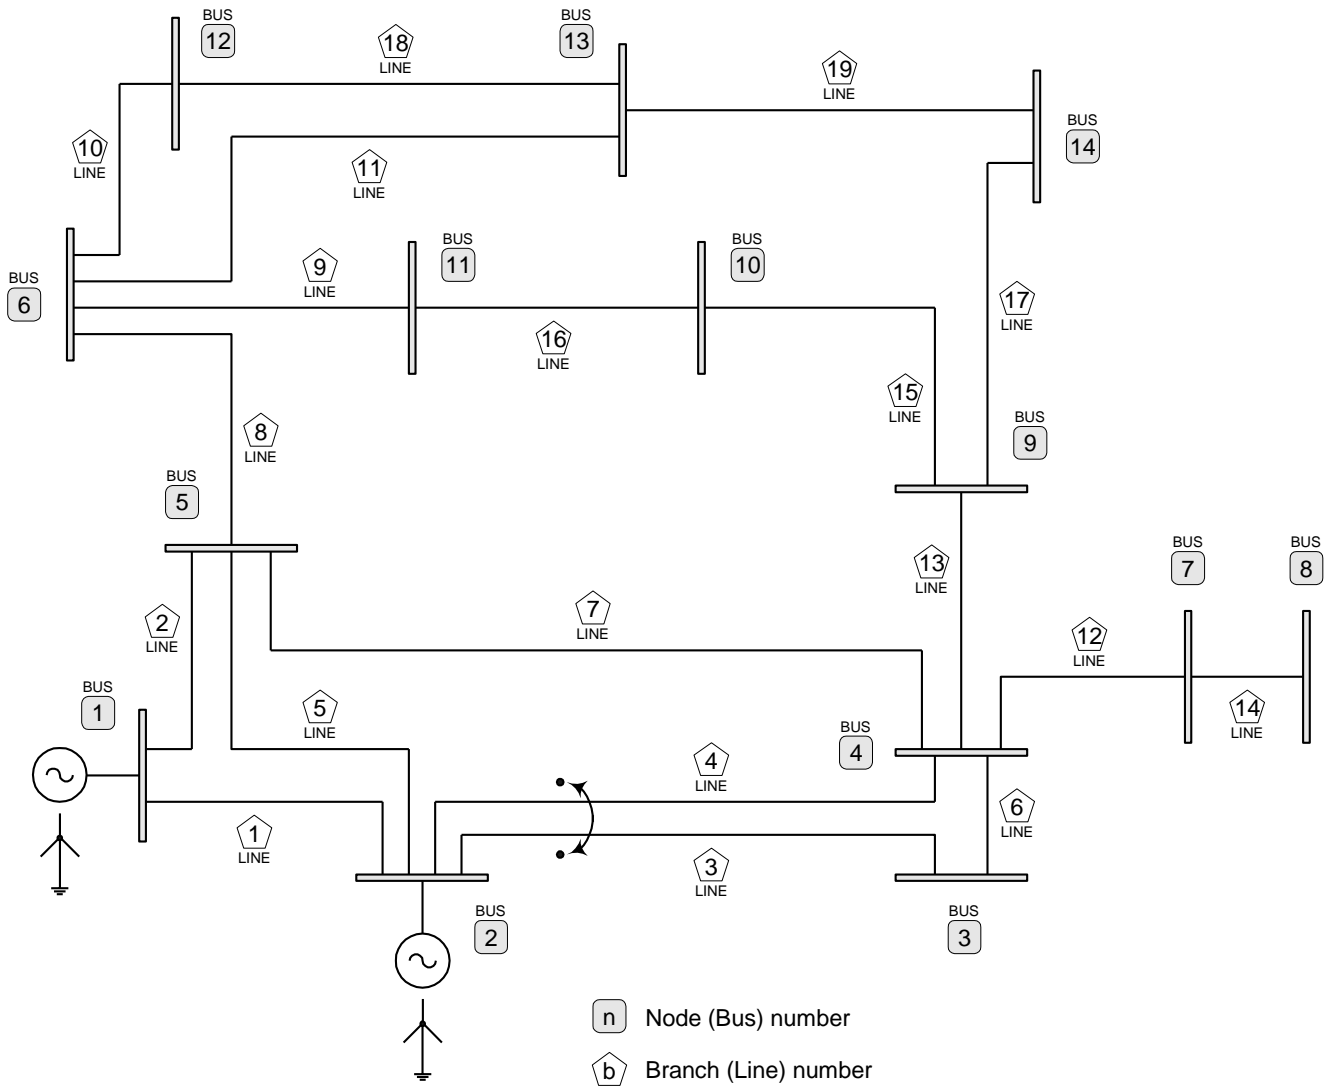 BUS
12
18
LINE
BUS
13
19
LINE
BUS
14
10
LINE
11
LINE
BUS
6
9
LINE
BUS
11
BUS
10
16
LINE
17
LINE
15
LINE
BUS
9
8
LINE
BUS
5
13
LINE
BUS
7
BUS
8
2
LINE
7
LINE
12
LINE
14
LINE
BUS
1
5
LINE
BUS
4
4
LINE
6
LINE
1
LINE
3
LINE
BUS
2
BUS
3
n Node (Bus) number
b Branch (Line) number